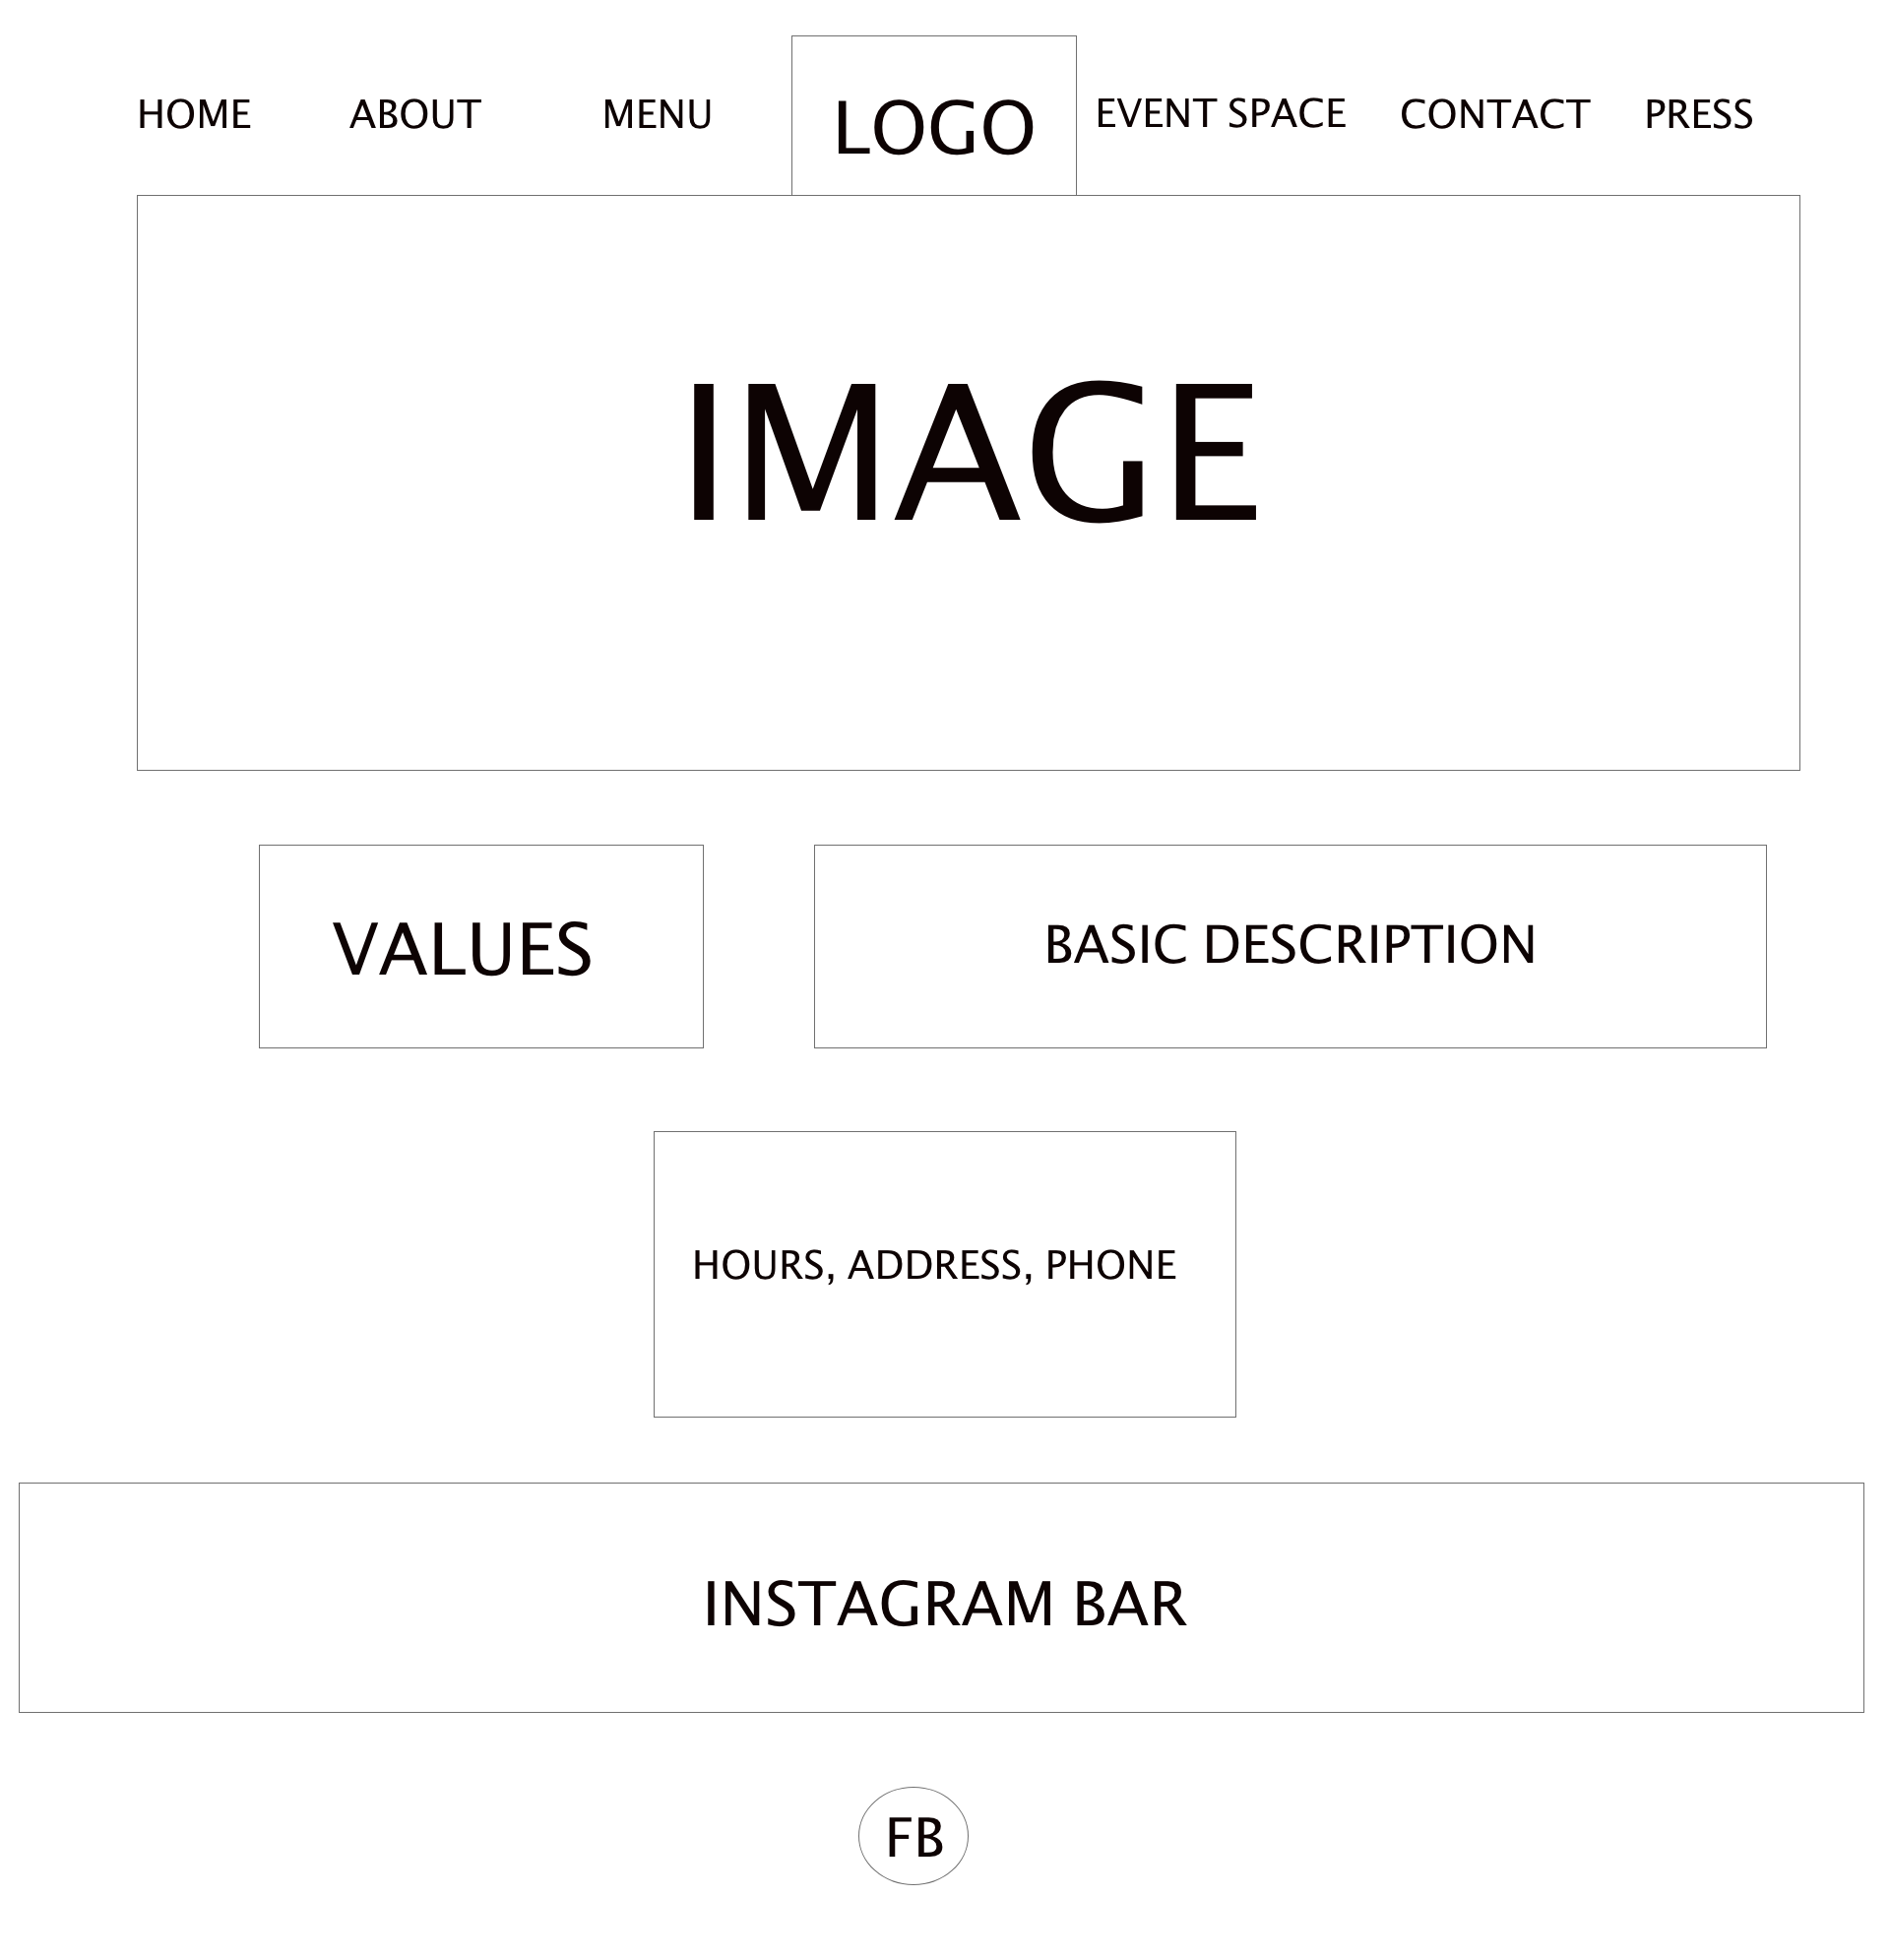 HOME ABOUT MENU LOGO EVENT SPACE CONTACT PRESS
IMAGE
VALUES BASIC DESCRIPTION
HOURS, ADDRESS, PHONE
INSTAGRAM BAR
FB